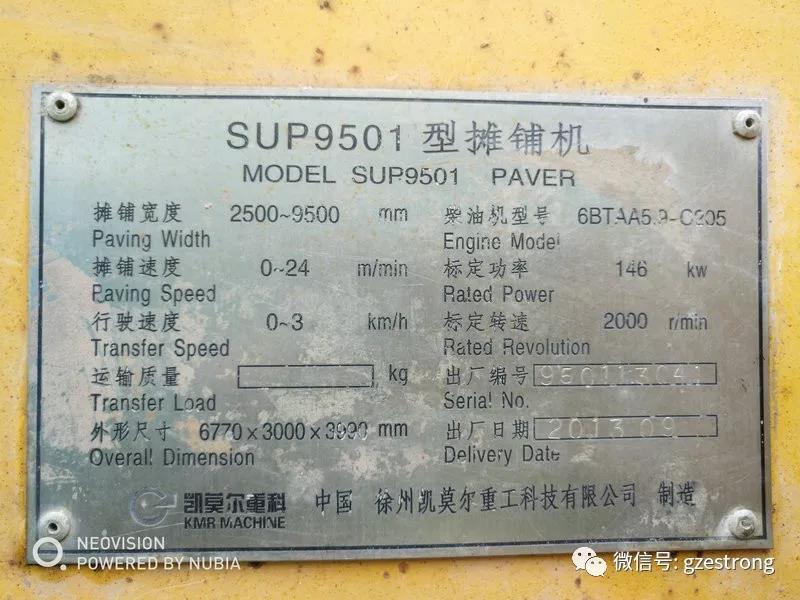 SUP9501 型摊铺机
MODEL SUP9501 PAVER
摊铺宽度 2500~9500 mm
Paving Width
柴油机型号 6BTAA5.9-C205
Engine Model
摊铺速度 0~24 m/min
Paving Speed
标定功率 146 kw
Rated Power
行驶速度 0~3 km/h
Transfer Speed
标定转速 2000 r/min
Rated Revolution
运输质量 kg
Transfer Load
出厂编号
Serial No.
外形尺寸 6770×3000×3990 mm
Overall Dimension
出厂日期 2013 09
Delivery Date
凯莫尔重科
KMR MACHINE
中国 徐州凯莫尔重工科技有限公司 制造
NEOVISION
POWERED BY NUBIA
微信号: gzestrong